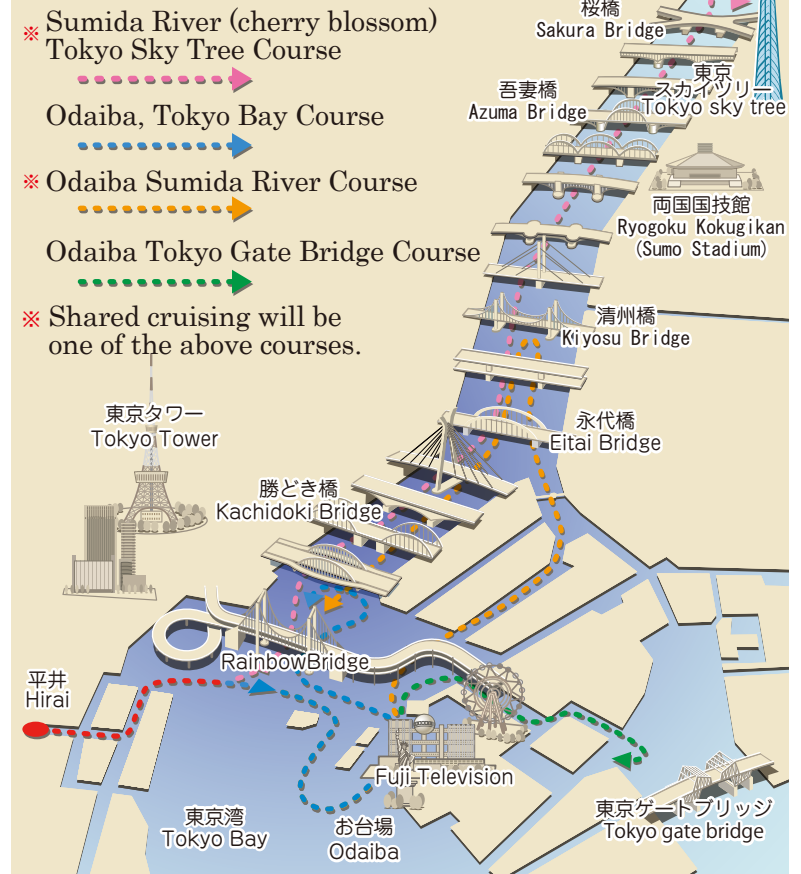 ※ Sumida River (cherry blossom)
Tokyo Sky Tree Course
Odaiba, Tokyo Bay Course
※ Odaiba Sumida River Course
Odaiba Tokyo Gate Bridge Course
※ Shared cruising will be
one of the above courses.
桜橋
Sakura Bridge
東京
スカイツリー
Tokyo sky tree
吾妻橋
Azuma Bridge
両国国技館
Ryogoku Kokugikan
(Sumo Stadium)
清州橋
Kiyosu Bridge
永代橋
Eitai Bridge
東京タワー
Tokyo Tower
勝どき橋
Kachidoki Bridge
RainbowBridge
平井
Hirai
Fuji Television
東京湾
Tokyo Bay
お台場
Odaiba
東京ゲートブリッジ
Tokyo gate bridge